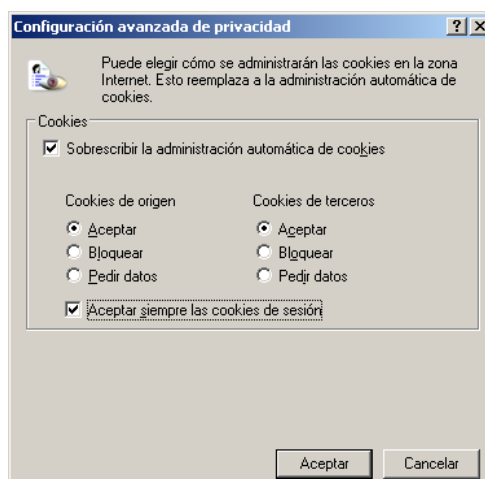 Configuración avanzada de privacidad
Puede elegir cómo se administrarán las cookies en la zona
Internet. Esto reemplaza a la administración automática de
cookies.
Cookies
Sobrescribir la administración automática de cookies
Cookies de origen Cookies de terceros
Aceptar Aceptar
Bloquear Bloquear
Pedir datos Pedir datos
Aceptar siempre las cookies de sesión
Aceptar Cancelar